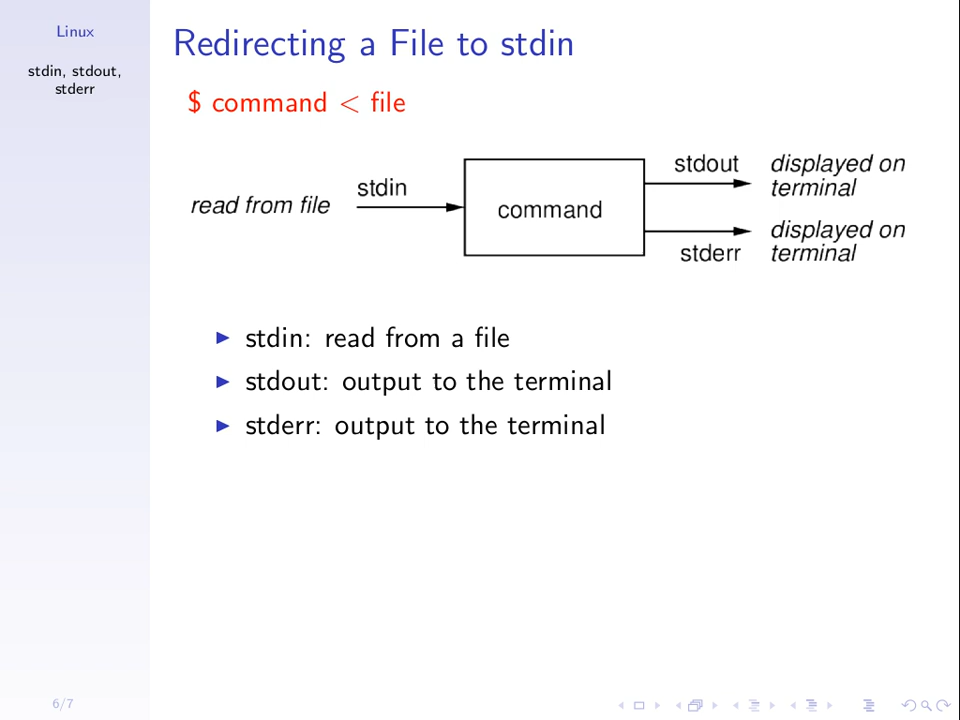 Linux
stdin, stdout,
stderr
Redirecting a File to stdin
$ command < file
read from file
stdin
command
stdout
displayed on
terminal
stderr
displayed on
terminal
stdin: read from a file
stdout: output to the terminal
stderr: output to the terminal
6/7